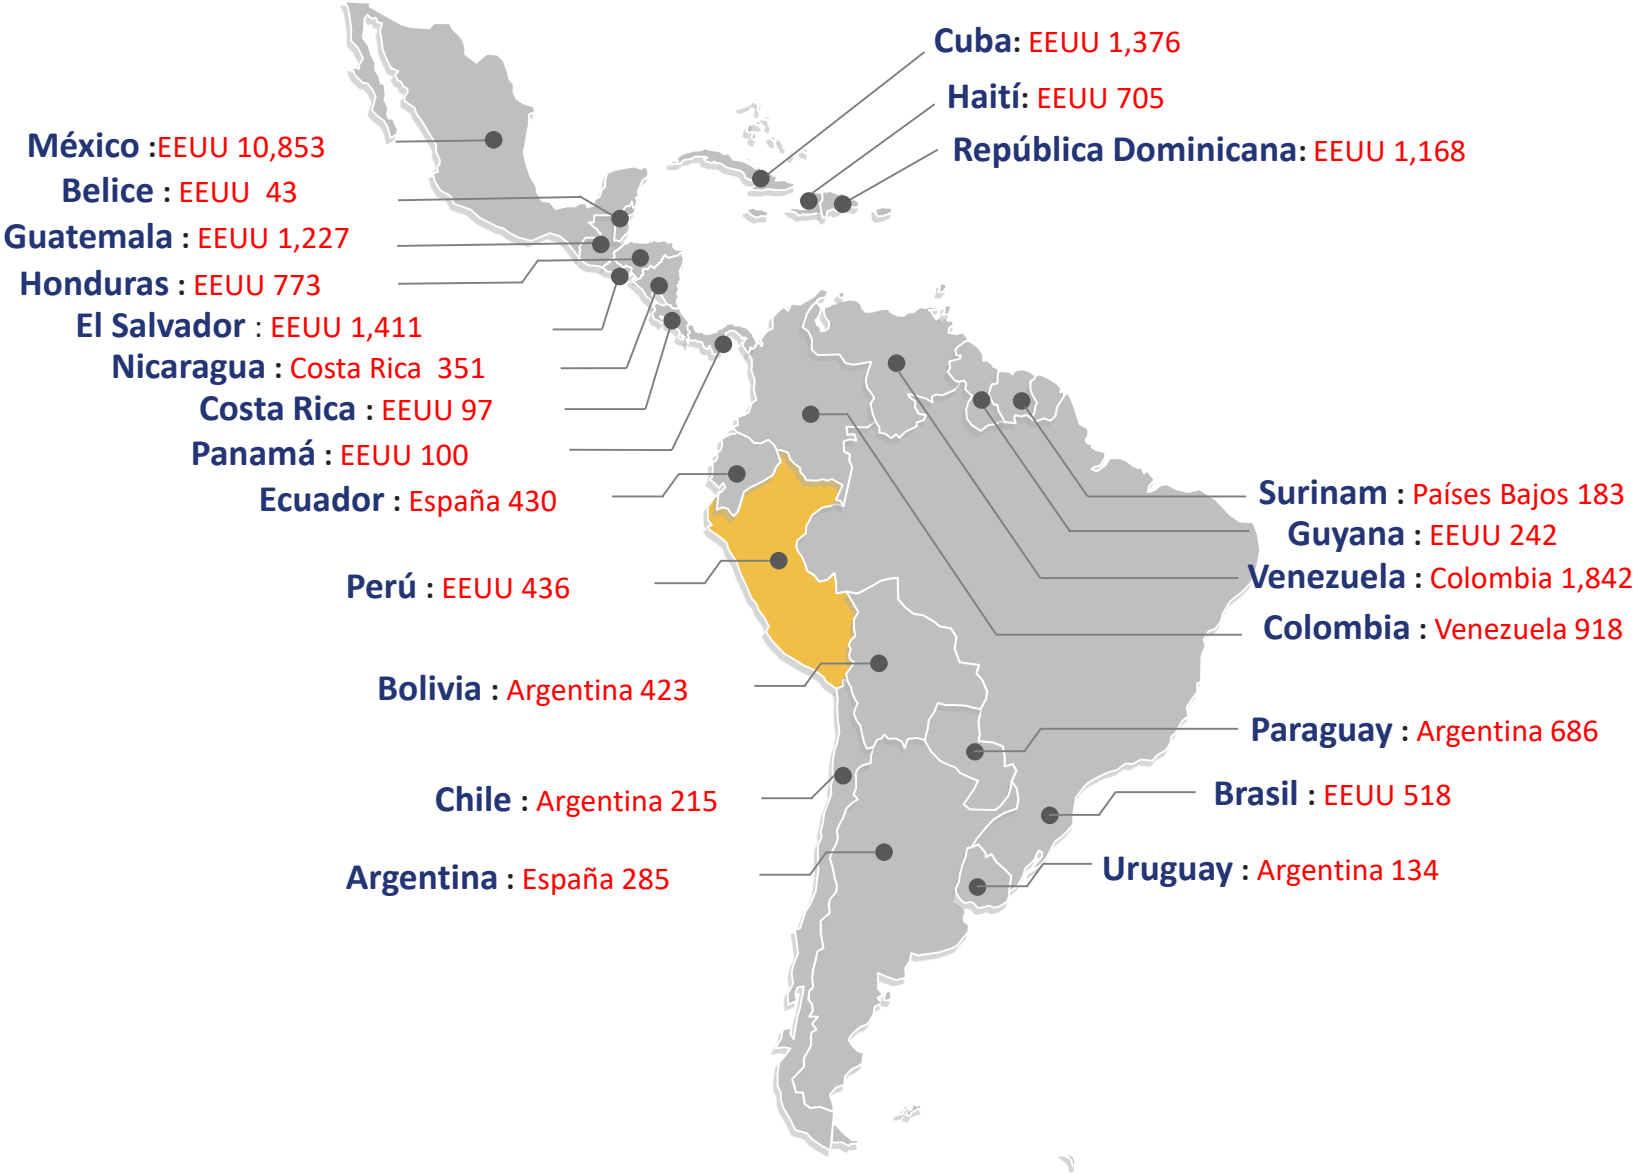 Cuba: EEUU 1,376
Haití: EEUU 705
República Dominicana: EEUU 1,168
México :EEUU 10,853
Belice : EEUU  43
Guatemala : EEUU 1,227
Honduras : EEUU 773
El Salvador : EEUU 1,411
Nicaragua : Costa Rica  351
Costa Rica : EEUU 97
Panamá : EEUU 100
Ecuador : España 430
Perú : EEUU 436
Bolivia : Argentina 423
Chile : Argentina 215
Argentina : España 285
Surinam : Países Bajos 183
Guyana : EEUU 242
Venezuela : Colombia 1,842
Colombia : Venezuela 918
Paraguay : Argentina 686
Brasil : EEUU 518
Uruguay : Argentina 134